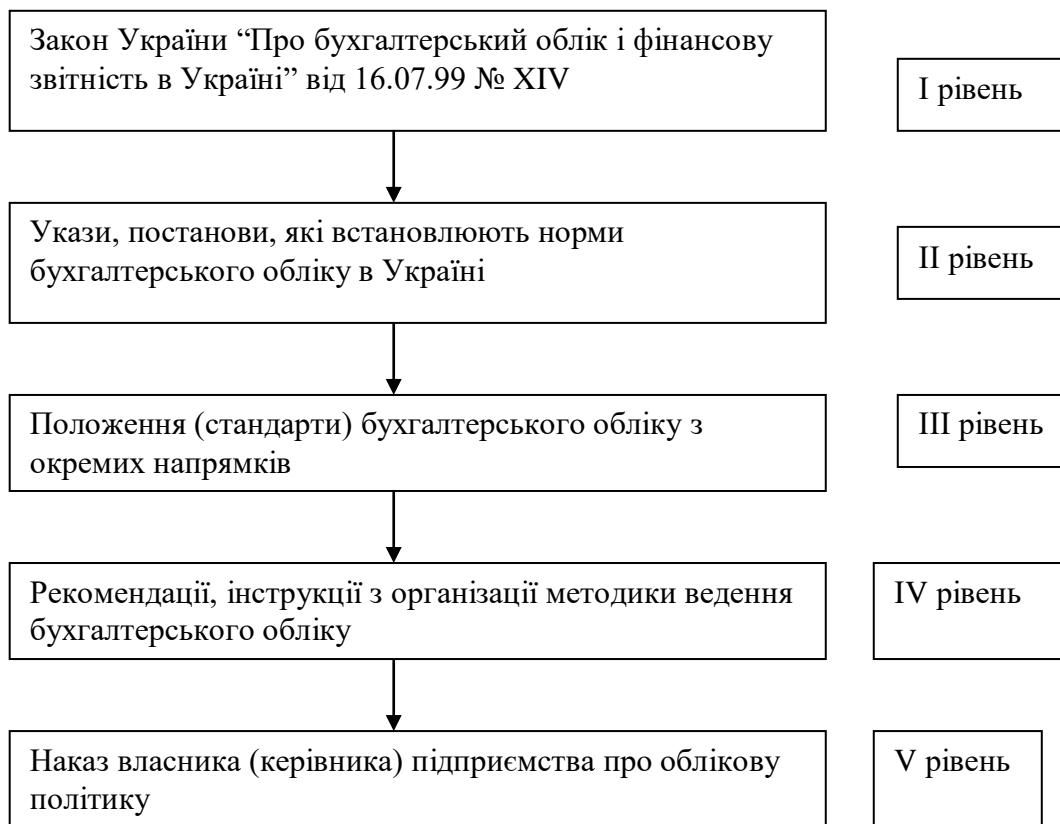 Закон України “Про бухгалтерський облік і фінансову
звітність в Україні” від 16.07.99 № XIV
І рівень
Укази, постанови, які встановлюють норми
бухгалтерського обліку в Україні
ІІ рівень
Положення (стандарти) бухгалтерського обліку з
окремих напрямків
ІІІ рівень
Рекомендації, інструкції з організації методики ведення
бухгалтерського обліку
IV рівень
Наказ власника (керівника) підприємства про облікову
політику
V рівень